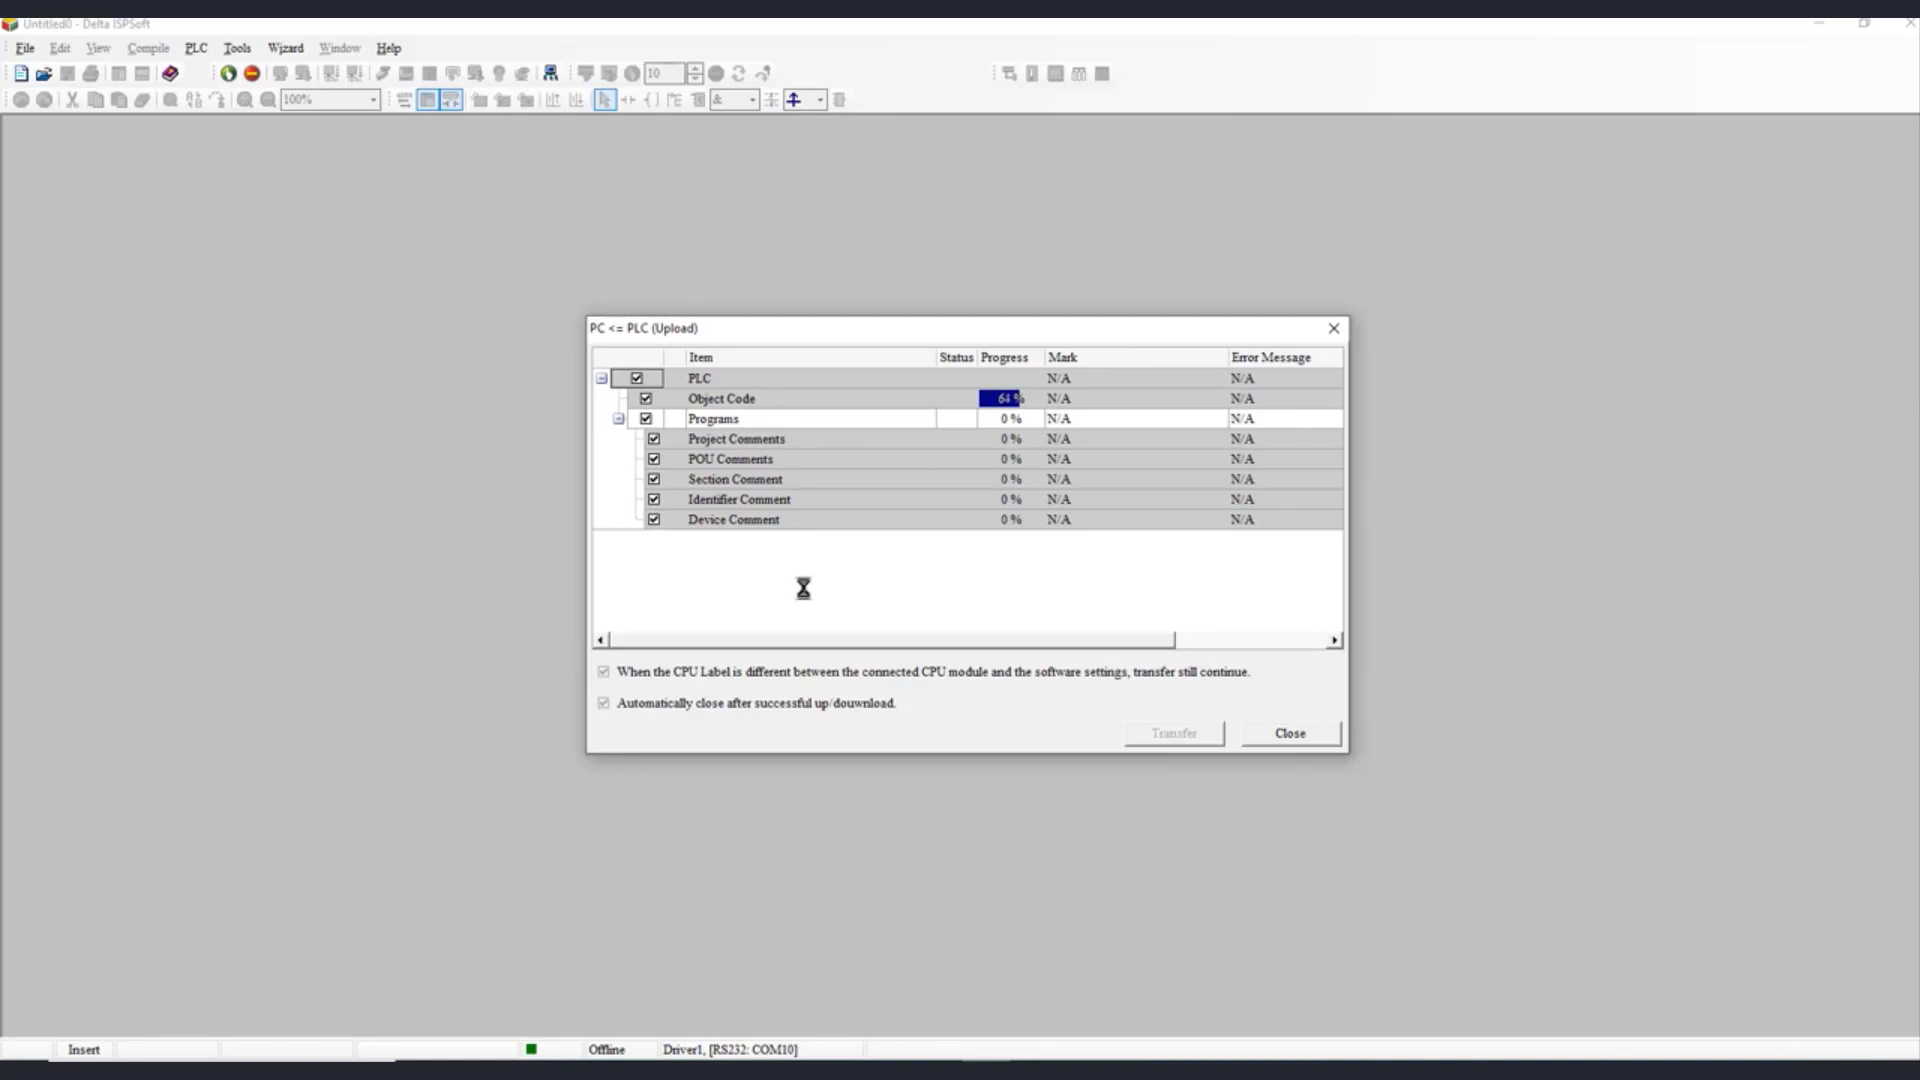 Untitled0 - Delta ISPSoft
File Edit View Compile PLC Tools Wizard Window Help
10
100% &
PC <= PLC (Upload)
Item Status Progress Mark Error Message
PLC N/A N/A
Object Code 64 % N/A N/A
Programs 0 % N/A N/A
Project Comments 0 % N/A N/A
POU Comments 0 % N/A N/A
Section Comment 0 % N/A N/A
Identifier Comment 0 % N/A N/A
Device Comment 0 % N/A N/A
When the CPU Label is different between the connected CPU module and the software settings, transfer still continue.
Automatically close after successful up/douwnload.
Transfer Close
Insert Offline Driver1, [RS232: COM10]